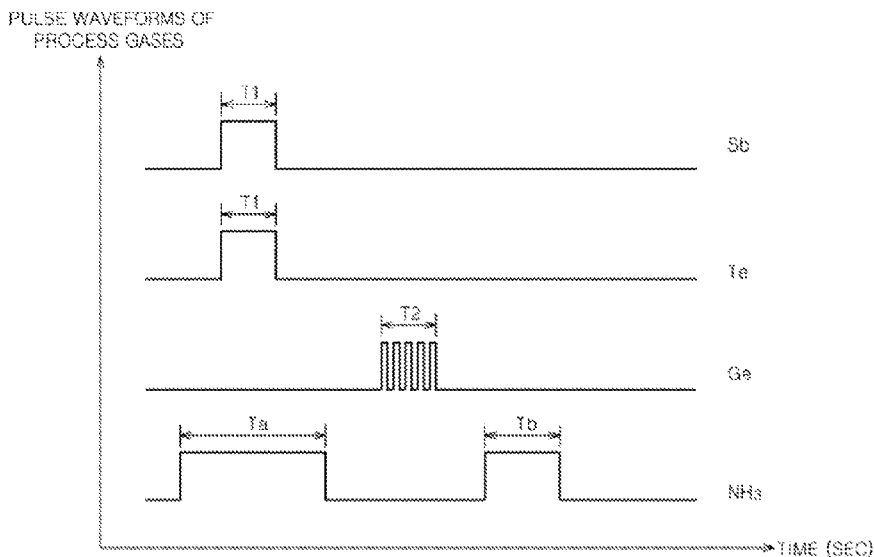 PULSE WAVEFORMS OF
PROCESS GASES
T1
Sb
T1
Te
T2
Ge
Ta
Tb
NH₃
TIME (SEC)